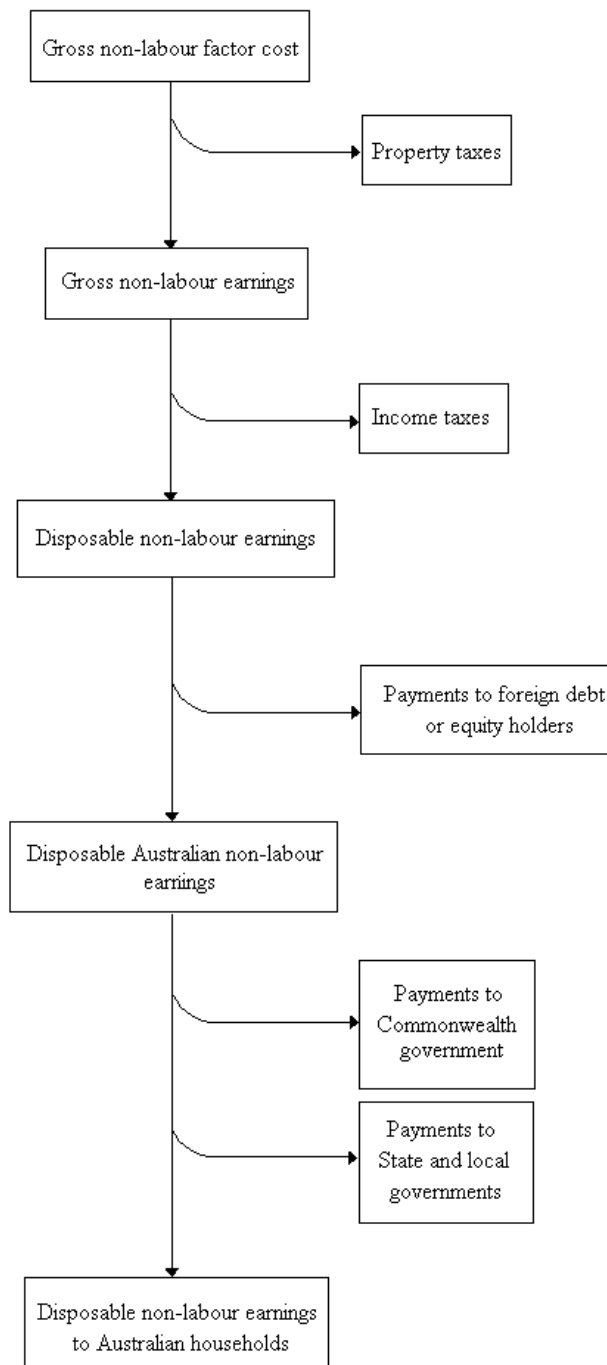 Gross non-labour factor cost
Property taxes
Gross non-labour earnings
Income taxes
Disposable non-labour earnings
Payments to foreign debt
or equity holders
Disposable Australian non-labour
earnings
Payments to
Commonwealth
government
Payments to
State and local
governments
Disposable non-labour earnings
to Australian households